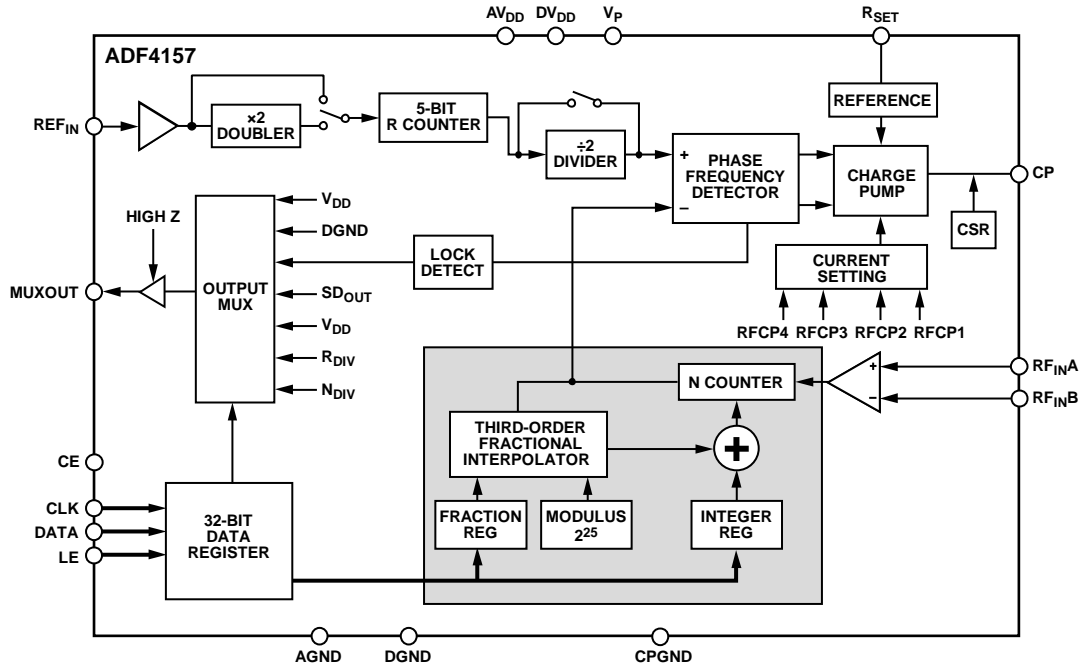 AVDD DVDD VP RSET
ADF4157
REFIN
×2
DOUBLER
5-BIT
R COUNTER
÷2
DIVIDER
+
−
PHASE
FREQUENCY
DETECTOR
REFERENCE
CHARGE
PUMP
CP
CSR
HIGH Z
MUXOUT
OUTPUT
MUX
VDD
DGND
LOCK
DETECT
SDOUT
VDD
RDIV
NDIV
CURRENT
SETTING
RFCP4 RFCP3 RFCP2 RFCP1
N COUNTER
+
−
RFINA
RFINB
THIRD-ORDER
FRACTIONAL
INTERPOLATOR
+
CE
CLK
DATA
LE
32-BIT
DATA
REGISTER
FRACTION
REG
MODULUS
2²⁵
INTEGER
REG
AGND DGND CPGND